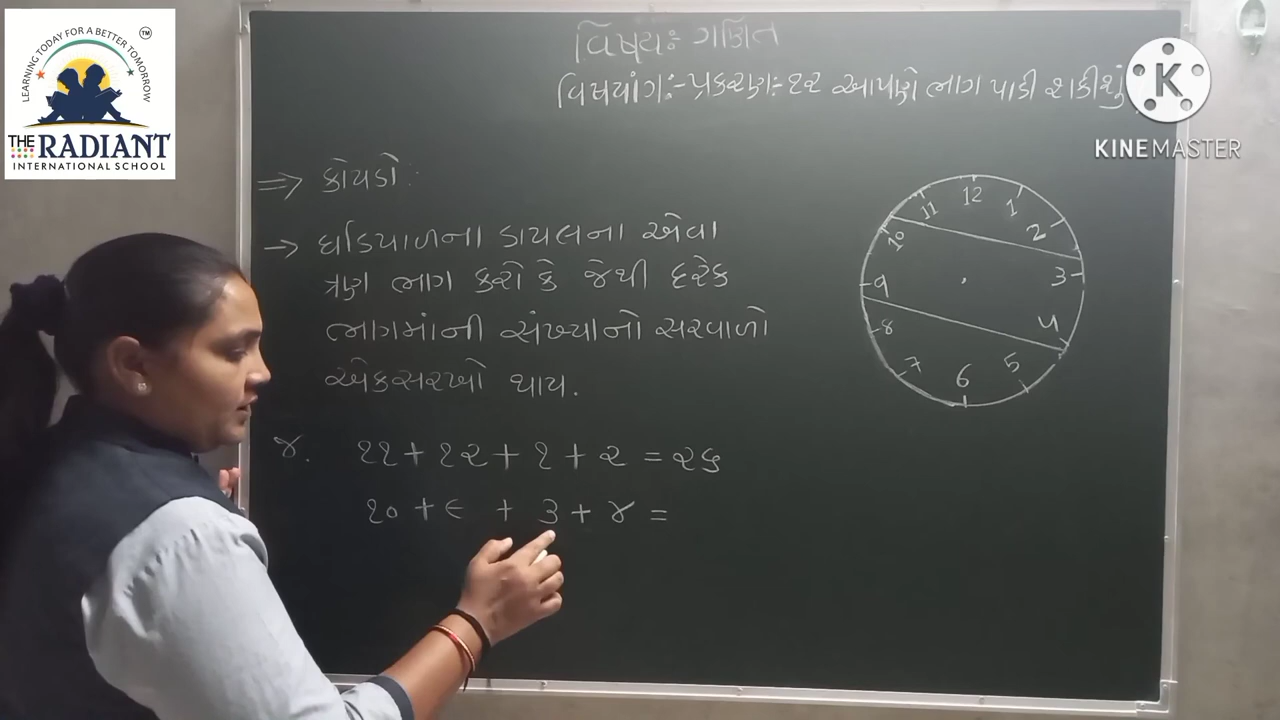 LEARNING TODAY FOR A BETTER TOMORROW
TM
THE RADIANT
INTERNATIONAL SCHOOL
વિષય:- ગણિત
વિષયાંગ:- પ્રકરણ:- ૧૨ આપણે ભાગ પાડી શકીશું
K
KINEMASTER
=> કોયડો:
→ ઘડિયાળના ડાયલના એવા
ત્રણ ભાગ કરો કે જેથી દરેક
ભાગમાંની સંખ્યાનો સરવાળો
એકસરખો થાય.
જ. ૧૧ + ૧૨ + ૧ + ૨ = ૨૬
૧૦ + ૯ + ૩ + ૪ =
12
1
2
3
4
5
6
7
8
9
10
11